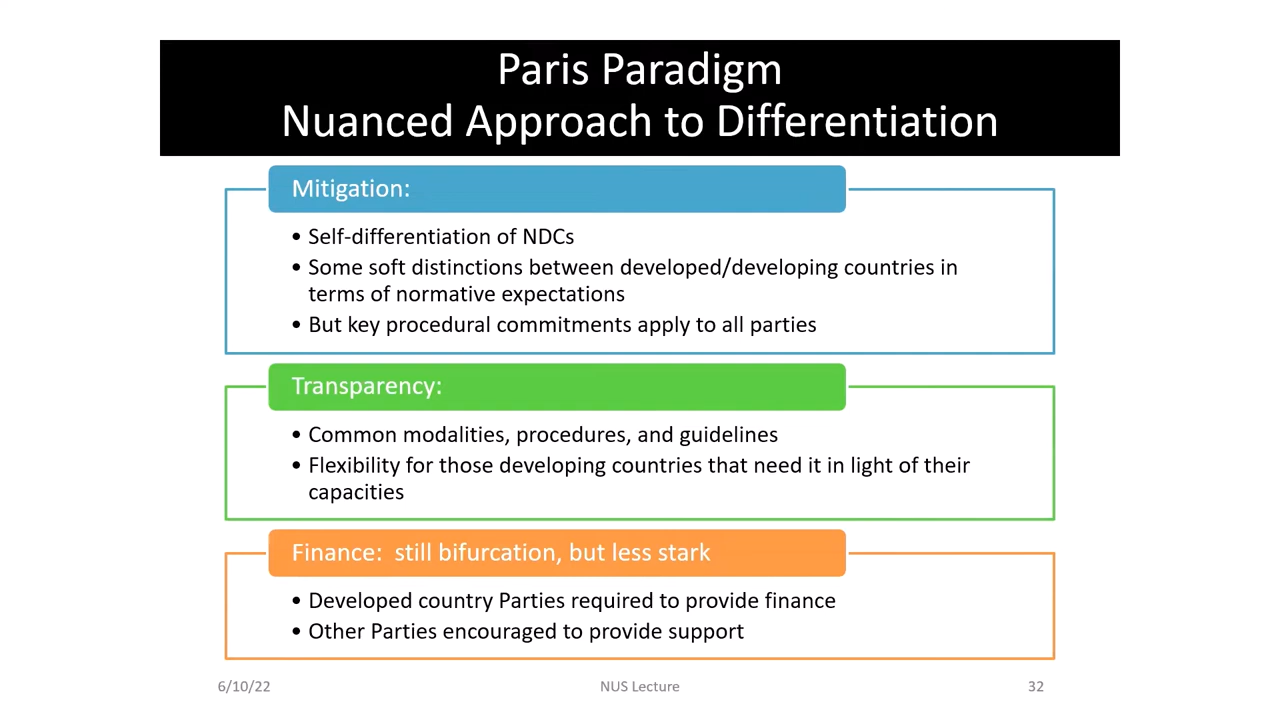 Paris Paradigm
Nuanced Approach to Differentiation
Mitigation:
• Self-differentiation of NDCs
• Some soft distinctions between developed/developing countries in
terms of normative expectations
• But key procedural commitments apply to all parties
Transparency:
• Common modalities, procedures, and guidelines
• Flexibility for those developing countries that need it in light of their
capacities
Finance:  still bifurcation, but less stark
• Developed country Parties required to provide finance
• Other Parties encouraged to provide support
6/10/22
NUS Lecture
32